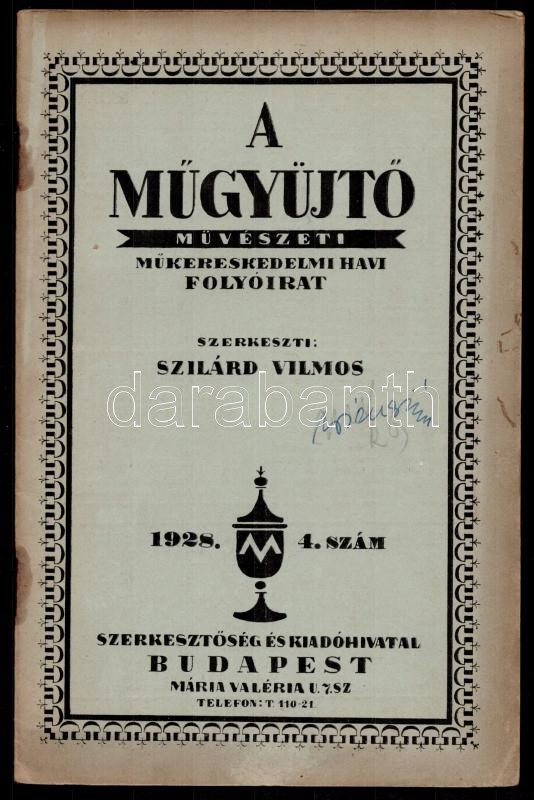 A
MŰGYÜJTŐ
MŰVÉSZETI
MŰKERESKEDELMI HAVI
FOLYÓIRAT
SZERKESZTI:
SZILÁRD VILMOS
darabanth
1928. 4. SZÁM
M
SZERKESZTŐSÉG ÉS KIADÓHIVATAL
BUDAPEST
MÁRIA VALÉRIA U. 7. SZ
TELEFON: T. 110-21.